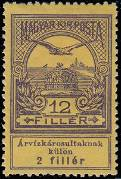 MAGYAR KIR. POSTA
12
FILLÉR
Árvízkárosultaknak
külön
2 fillér